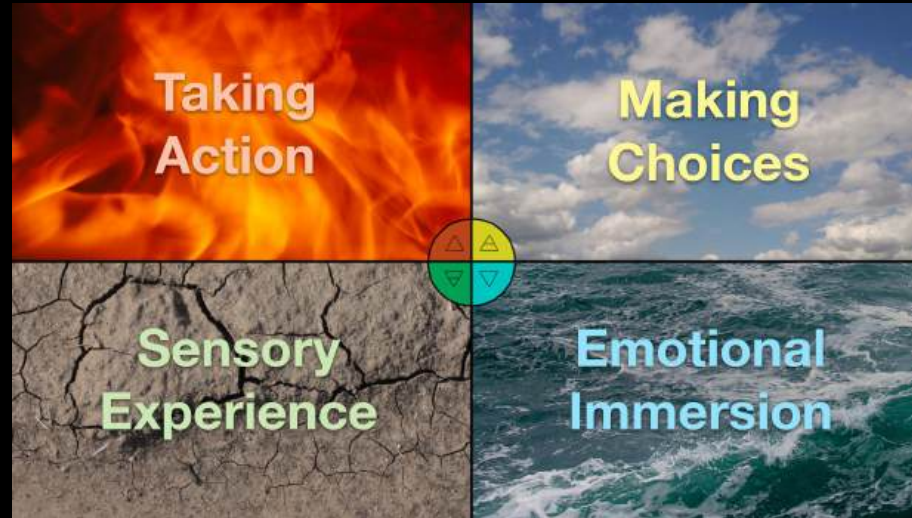 Taking
Action
Making
Choices
Sensory
Experience
Emotional
Immersion